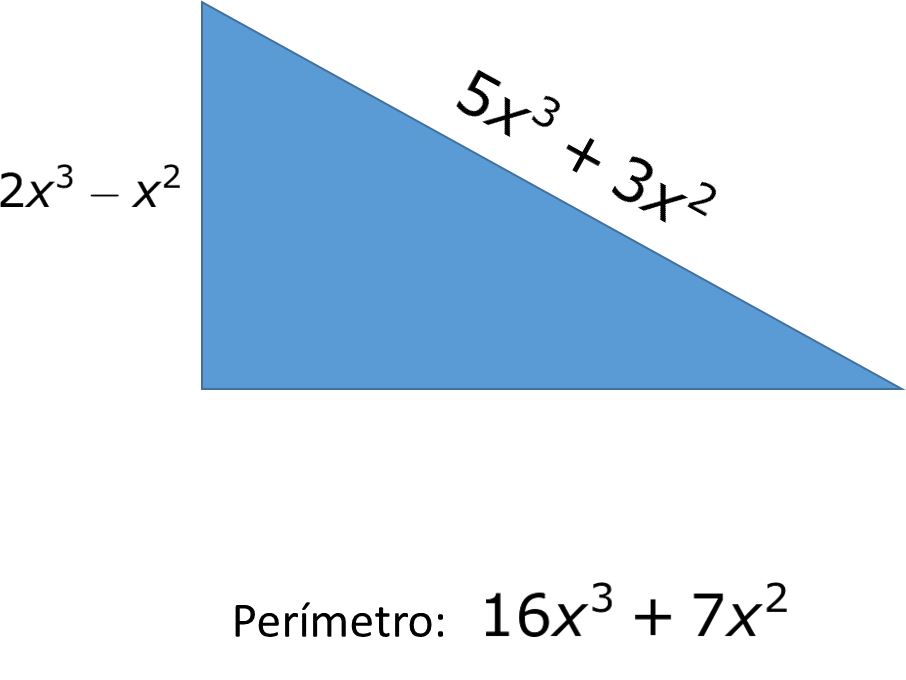 5x³ + 3x²
2x³ − x²
Perímetro: 16x³ + 7x²